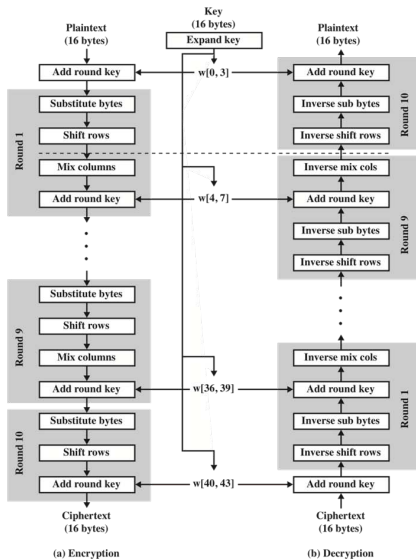 Key
(16 bytes)
Expand key
Plaintext
(16 bytes)
Add round key
Round 1
Substitute bytes
Shift rows
Mix columns
Add round key
Round 9
Substitute bytes
Shift rows
Mix columns
Add round key
Round 10
Substitute bytes
Shift rows
Add round key
Ciphertext
(16 bytes)
(a) Encryption
w[0, 3]
w[4, 7]
w[36, 39]
w[40, 43]
Plaintext
(16 bytes)
Add round key
Inverse sub bytes
Inverse shift rows
Round 10
Inverse mix cols
Add round key
Inverse sub bytes
Inverse shift rows
Round 9
Inverse mix cols
Add round key
Inverse sub bytes
Inverse shift rows
Round 1
Add round key
Ciphertext
(16 bytes)
(b) Decryption